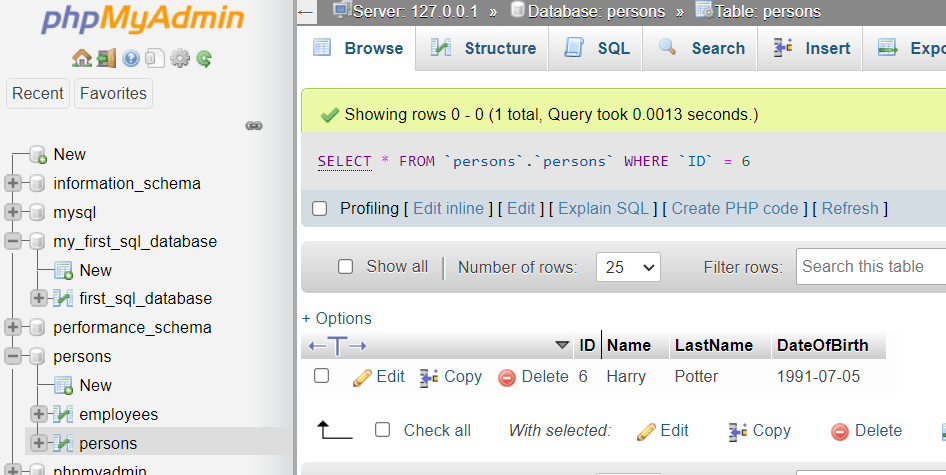 phpMyAdmin
Recent Favorites
New
information_schema
mysql
my_first_sql_database
New
first_sql_database
performance_schema
persons
New
employees
persons
phpmyadmin
Server: 127.0.0.1 » Database: persons » Table: persons
Browse Structure SQL Search Insert Expo
Showing rows 0 - 0 (1 total, Query took 0.0013 seconds.)
SELECT * FROM `persons`.`persons` WHERE `ID` = 6
Profiling [ Edit inline ] [ Edit ] [ Explain SQL ] [ Create PHP code ] [ Refresh ]
Show all Number of rows: 25 Filter rows: Search this table
+ Options
←T→ ID Name LastName DateOfBirth
Edit Copy Delete 6 Harry Potter 1991-07-05
Check all With selected: Edit Copy Delete